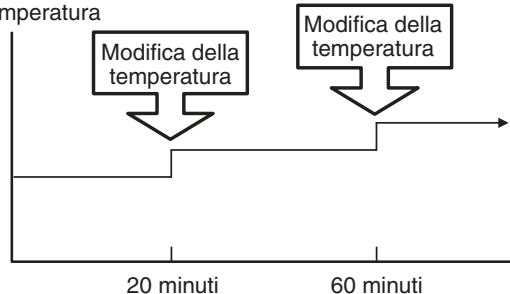 mperatura
Modifica della
temperatura
Modifica della
temperatura
20 minuti
60 minuti